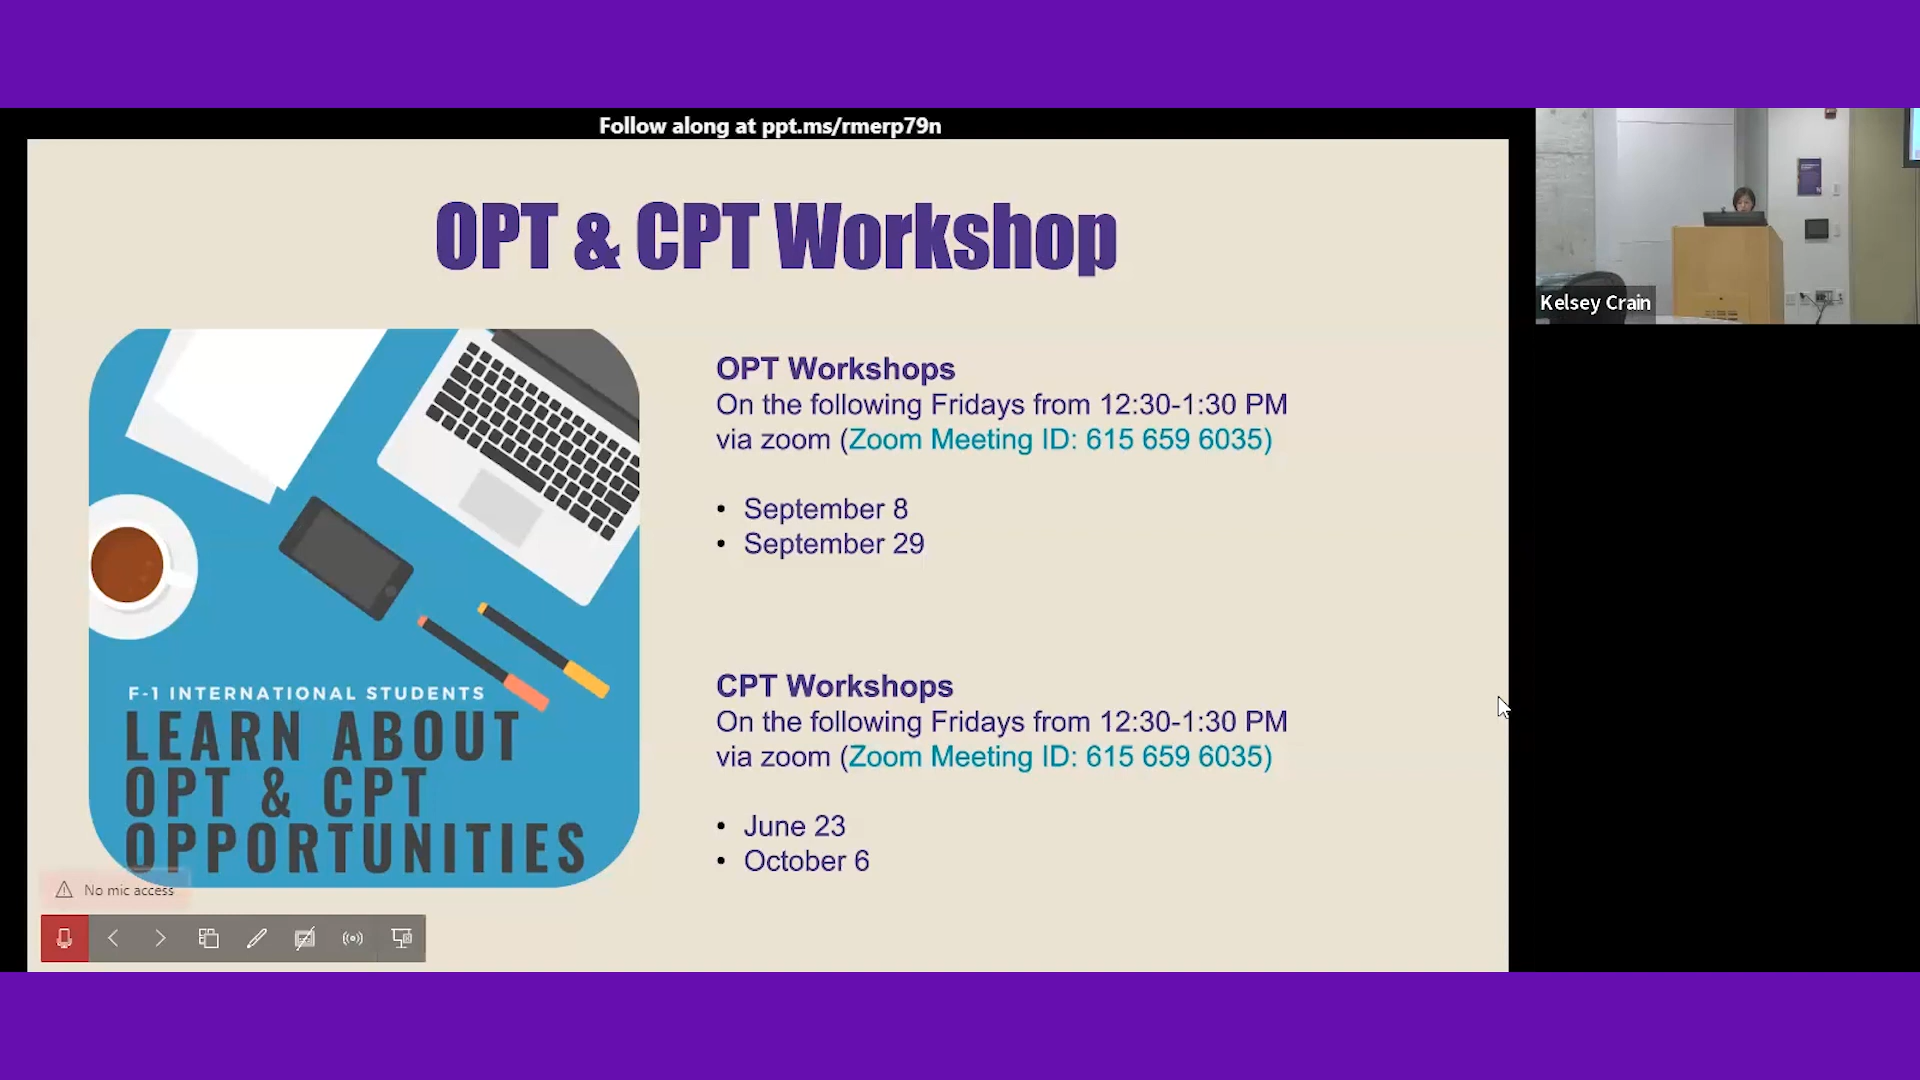 Follow along at ppt.ms/rmerp79n
OPT & CPT Workshop
Kelsey Crain
OPT Workshops
On the following Fridays from 12:30-1:30 PM
via zoom (Zoom Meeting ID: 615 659 6035)
• September 8
• September 29
CPT Workshops
On the following Fridays from 12:30-1:30 PM
via zoom (Zoom Meeting ID: 615 659 6035)
• June 23
• October 6
F-1 INTERNATIONAL STUDENTS
LEARN ABOUT
OPT & CPT
OPPORTUNITIES
No mic access